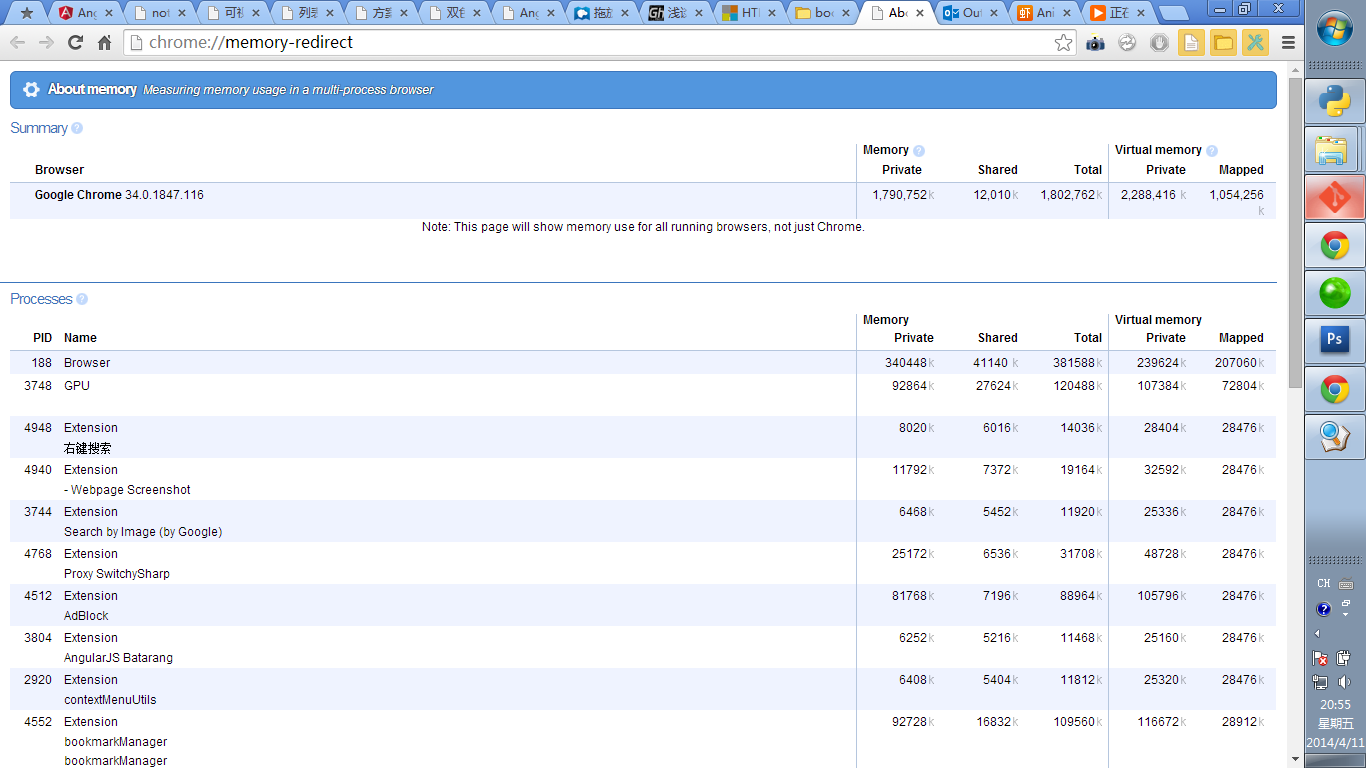 Ang
not
可视
列表
方案
双色
Ang
拖放
浅谈
HTM
boo
Abo
Out
Ani
正在
chrome://memory-redirect
About memory Measuring memory usage in a multi-process browser
Summary
Memory Virtual memory
Browser Private Shared Total Private Mapped
Google Chrome 34.0.1847.116 1,790,752k 12,010k 1,802,762k 2,288,416 k 1,054,256 k
Note: This page will show memory use for all running browsers, not just Chrome.
Processes
Memory Virtual memory
PID Name Private Shared Total Private Mapped
188 Browser 340448k 41140 k 381588k 239624k 207060k
3748 GPU 92864k 27624k 120488k 107384k 72804k
4948 Extension 8020k 6016k 14036k 28404k 28476k
右键搜索
4940 Extension 11792k 7372k 19164k 32592k 28476k
- Webpage Screenshot
3744 Extension 6468k 5452k 11920k 25336k 28476k
Search by Image (by Google)
4768 Extension 25172k 6536k 31708k 48728k 28476k
Proxy SwitchySharp
4512 Extension 81768k 7196k 88964k 105796k 28476k
AdBlock
3804 Extension 6252k 5216k 11468k 25160k 28476k
AngularJS Batarang
2920 Extension 6408k 5404k 11812k 25320k 28476k
contextMenuUtils
4552 Extension 92728k 16832k 109560k 116672k 28912k
bookmarkManager
bookmarkManager
Ps
CH
20:55
星期五
2014/4/11